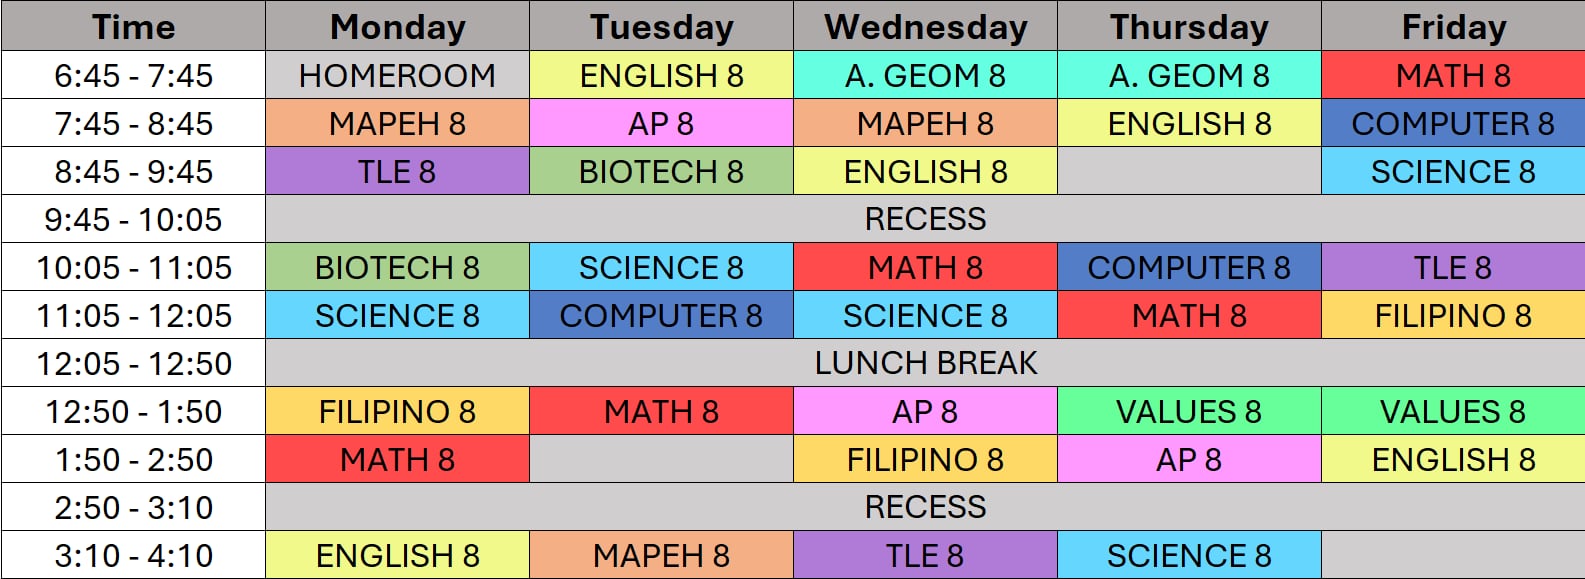 Time Monday Tuesday Wednesday Thursday Friday
6:45 - 7:45 HOMEROOM ENGLISH 8 A. GEOM 8 A. GEOM 8 MATH 8
7:45 - 8:45 MAPEH 8 AP 8 MAPEH 8 ENGLISH 8 COMPUTER 8
8:45 - 9:45 TLE 8 BIOTECH 8 ENGLISH 8 SCIENCE 8
9:45 - 10:05 RECESS
10:05 - 11:05 BIOTECH 8 SCIENCE 8 MATH 8 COMPUTER 8 TLE 8
11:05 - 12:05 SCIENCE 8 COMPUTER 8 SCIENCE 8 MATH 8 FILIPINO 8
12:05 - 12:50 LUNCH BREAK
12:50 - 1:50 FILIPINO 8 MATH 8 AP 8 VALUES 8 VALUES 8
1:50 - 2:50 MATH 8 FILIPINO 8 AP 8 ENGLISH 8
2:50 - 3:10 RECESS
3:10 - 4:10 ENGLISH 8 MAPEH 8 TLE 8 SCIENCE 8